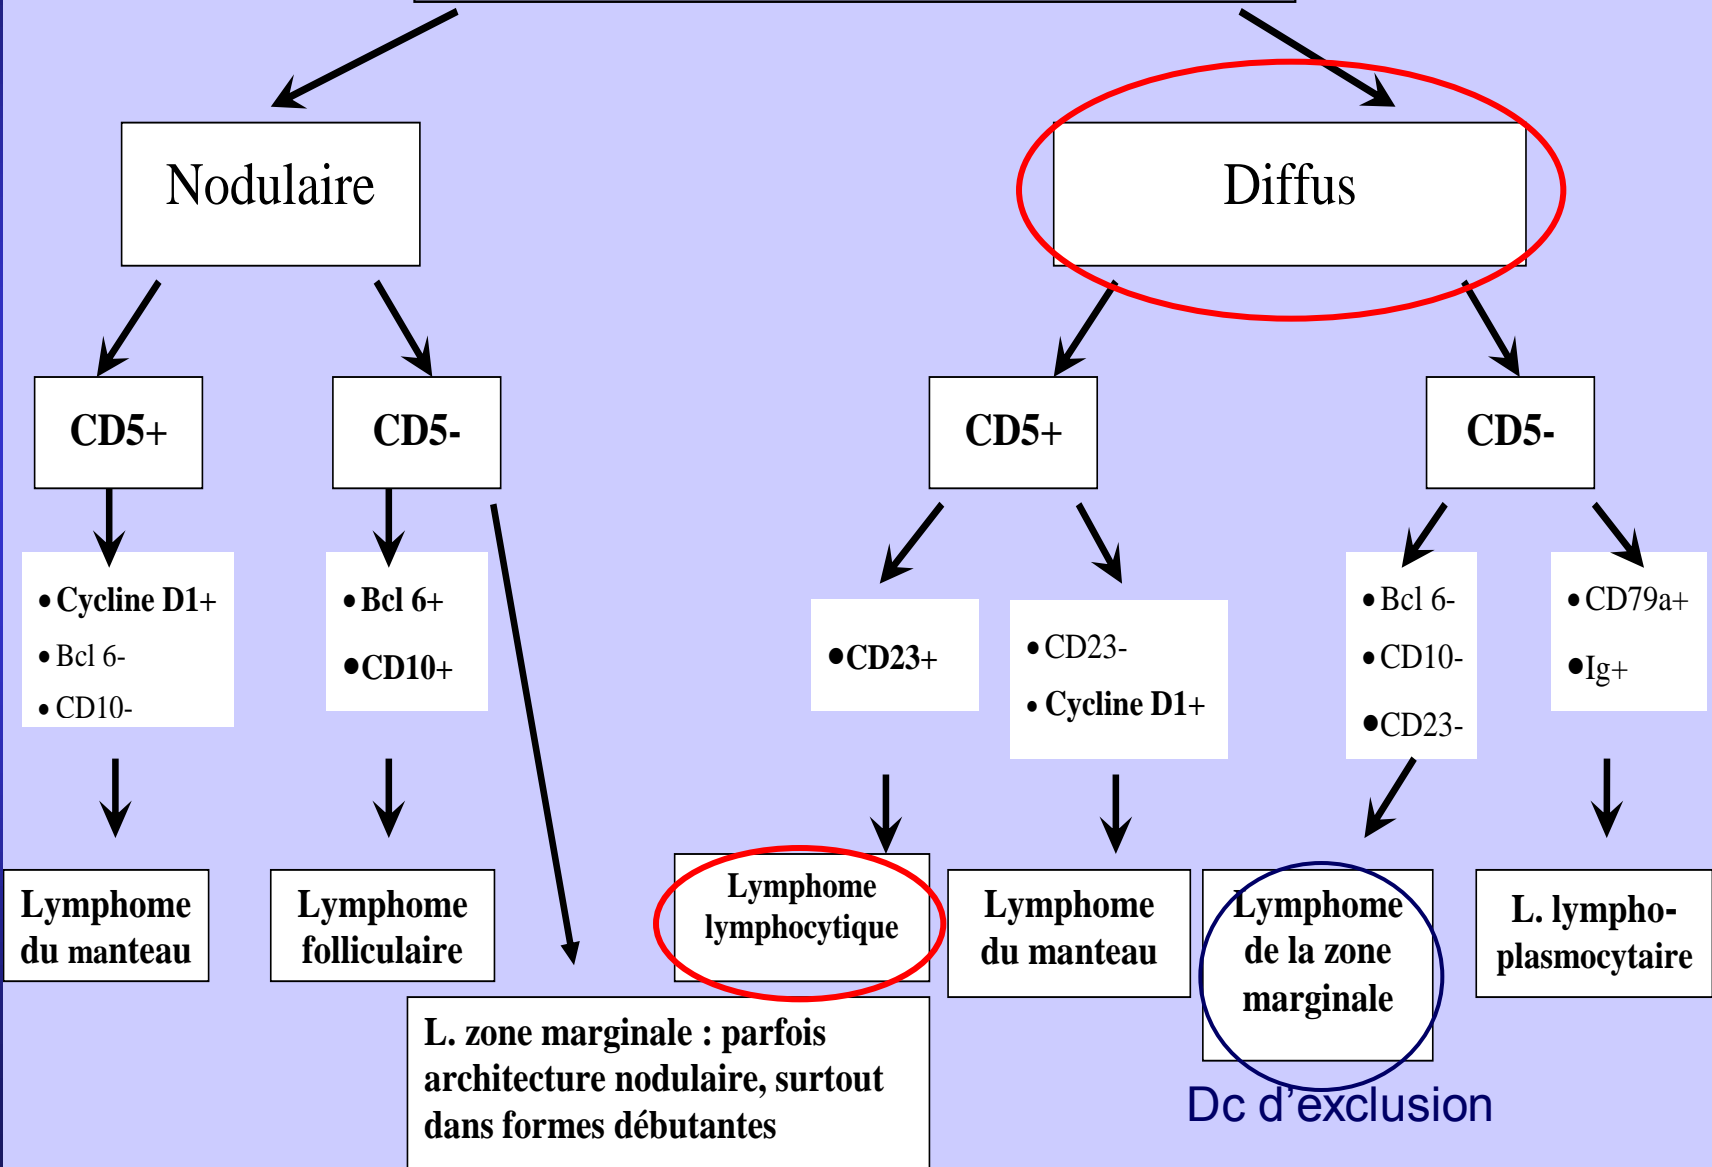 Nodulaire
Diffus
CD5+
CD5-
CD5+
CD5-
• Cycline D1+
• Bcl 6-
• CD10-
• Bcl 6+
• CD10+
• CD23+
• CD23-
• Cycline D1+
• Bcl 6-
• CD10-
• CD23-
• CD79a+
• Ig+
Lymphome
du manteau
Lymphome
folliculaire
Lymphome
lymphocytique
Lymphome
du manteau
Lymphome
de la zone
marginale
L. lympho-
plasmocytaire
L. zone marginale : parfois
architecture nodulaire, surtout
dans formes débutantes
Dc d’exclusion